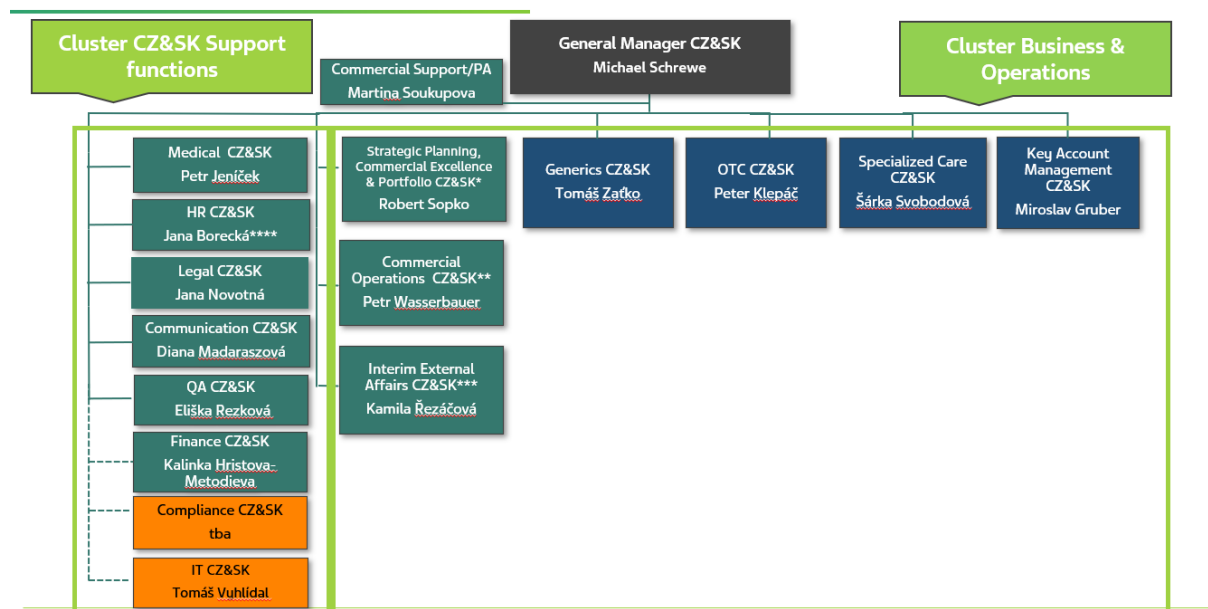 Cluster CZ&SK Support
functions
General Manager CZ&SK
Michael Schrewe
Cluster Business &
Operations
Commercial Support/PA
Martina Soukupova
Medical  CZ&SK
Petr Jeníček
HR CZ&SK
Jana Borecká****
Legal CZ&SK
Jana Novotná
Communication CZ&SK
Diana Madaraszová
QA CZ&SK
Eliška Rezková
Finance CZ&SK
Kalinka Hristova-
Metodieva
Compliance CZ&SK
tba
IT CZ&SK
Tomáš Vyhlídal
Strategic Planning,
Commercial Excellence
& Portfolio CZ&SK*
Robert Sopko
Commercial
Operations  CZ&SK**
Petr Wasserbauer
Interim External
Affairs CZ&SK***
Kamila Řezáčová
Generics CZ&SK
Tomáš Zaťko
OTC CZ&SK
Peter Klepáč
Specialized Care
CZ&SK
Šárka Svobodová
Key Account
Management
CZ&SK
Miroslav Gruber